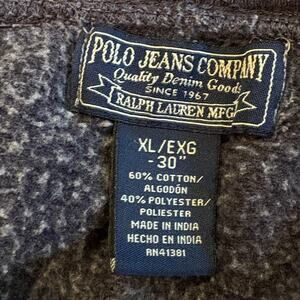 POLO JEANS COMPANY
Quality Denim Goods
SINCE 1967
RALPH LAUREN MFG
XL/EXG
-30"
60% COTTON/
ALGODÓN
40% POLYESTER/
POLIESTER
MADE IN INDIA
HECHO EN INDIA
RN41381